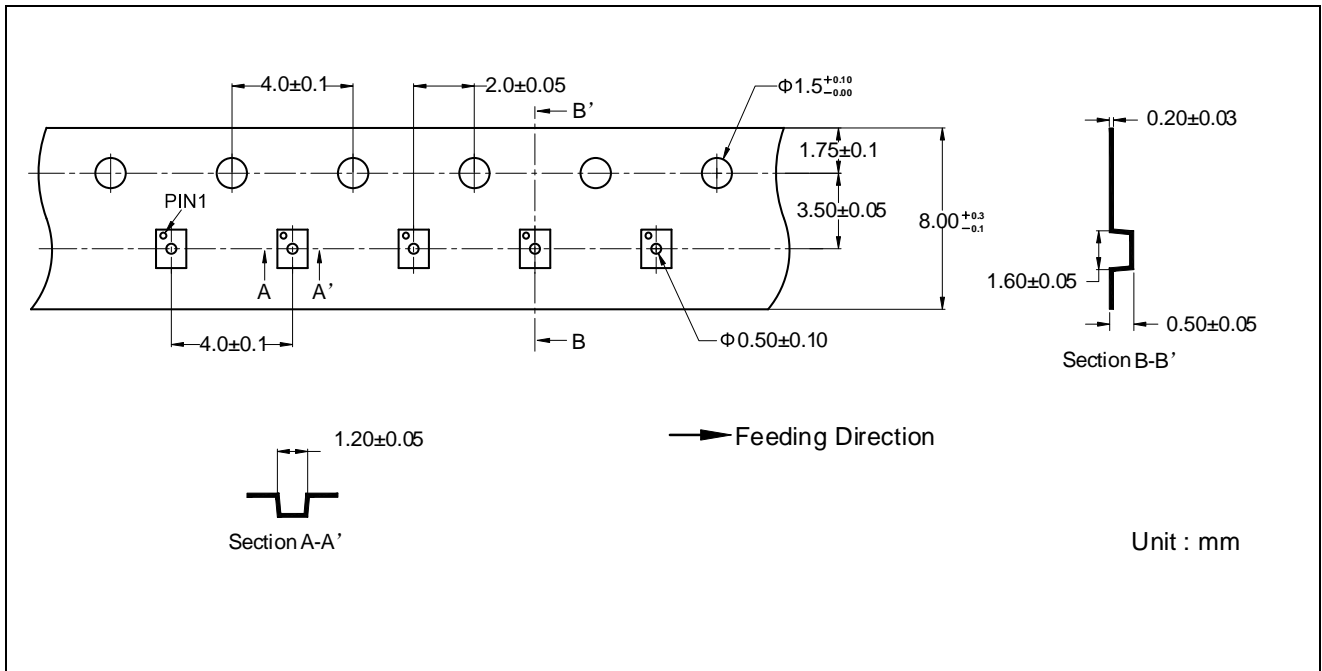 4.0±0.1
2.0±0.05
Φ1.5 +0.10 −0.00
B’
0.20±0.03
1.75±0.1
PIN1
3.50±0.05
8.00 +0.3 −0.1
A
A’
1.60±0.05
4.0±0.1
B
Φ0.50±0.10
0.50±0.05
Section B-B’
1.20±0.05
Feeding Direction
Section A-A’
Unit : mm